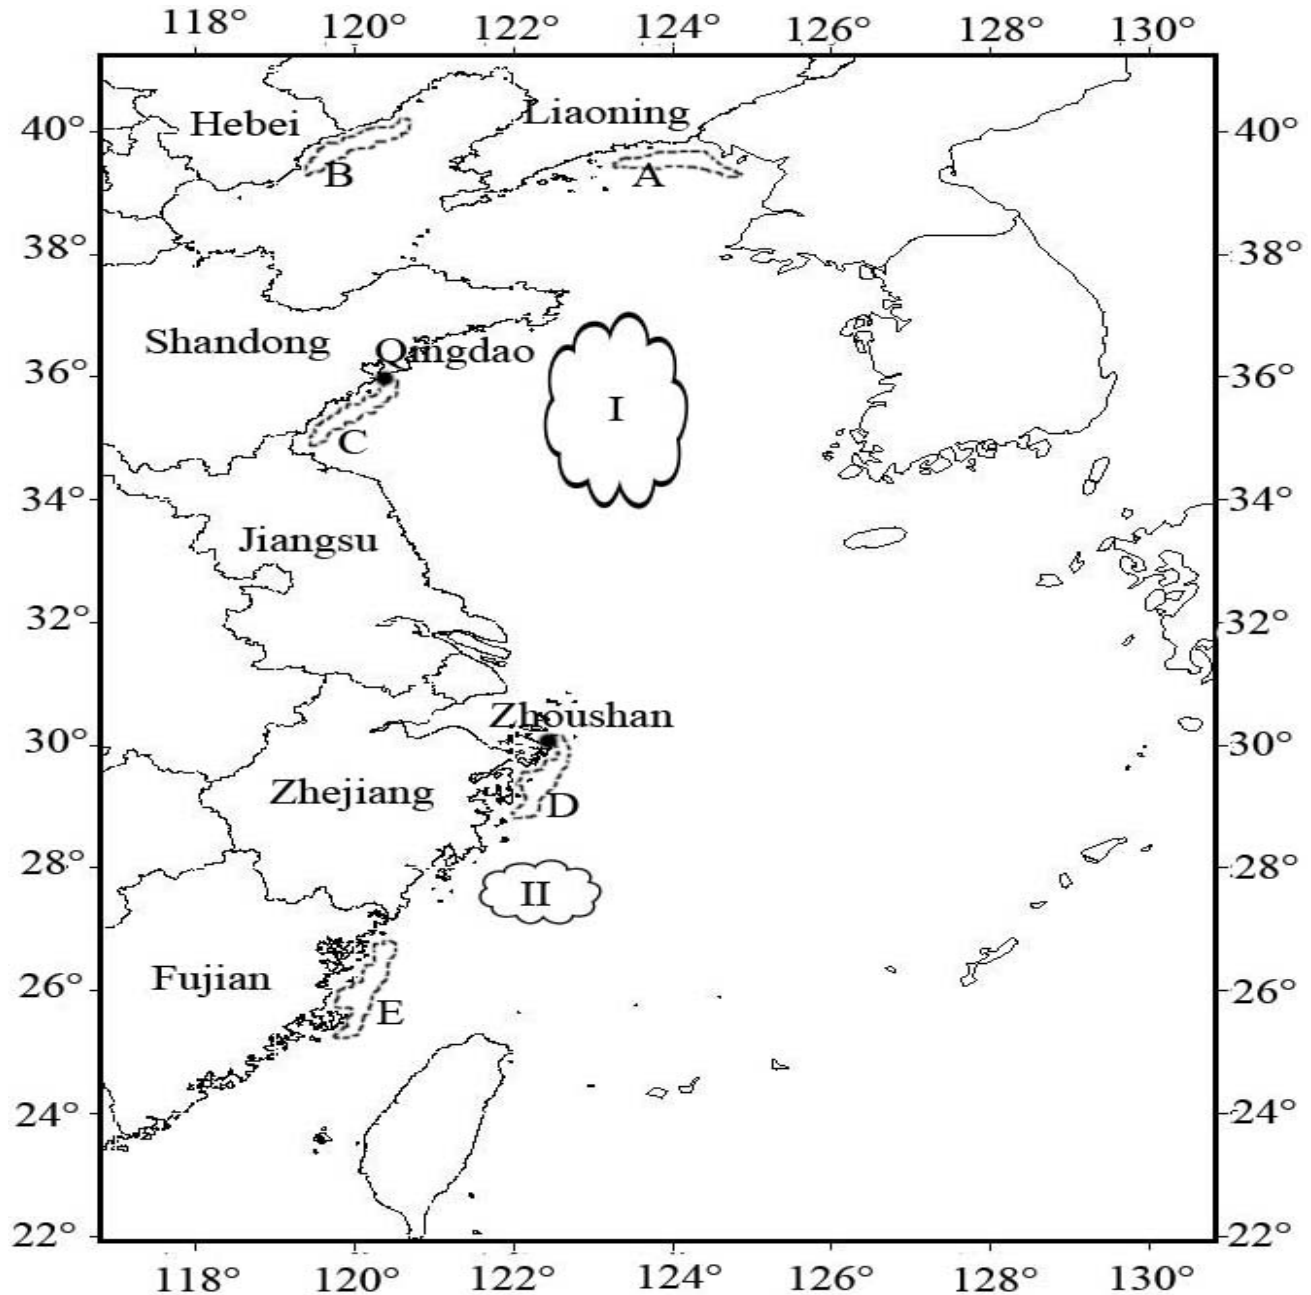 118° 120° 122° 124° 126° 128° 130°
Hebei Liaoning
40° 40°
B A
38° 38°
Shandong Qingdao
36° 36°
I
C
34° 34°
Jiangsu
32° 32°
Zhoushan
30° 30°
Zhejiang
D
28° 28°
II
Fujian
26° 26°
E
24° 24°
22° 22°
118° 120° 122° 124° 126° 128° 130°